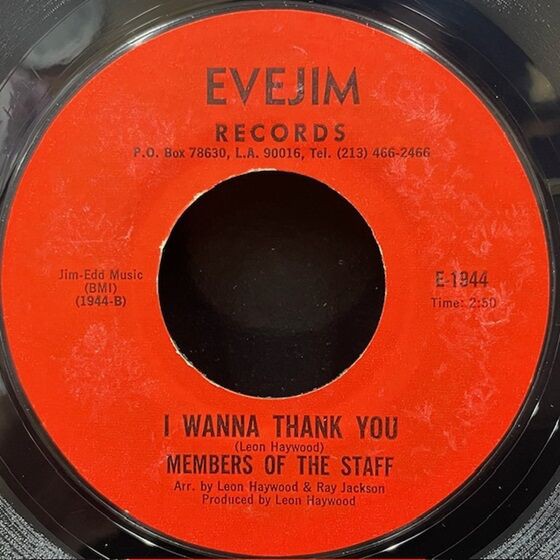 EVEJIM
RECORDS
P.O. Box 78630, L.A. 90016, Tel. (213) 466-2466
Jim-Edd Music
(BMI)
(1944-B)
E-1944
Time: 2:50
I WANNA THANK YOU
(Leon Haywood)
MEMBERS OF THE STAFF
Arr. by Leon Haywood & Ray Jackson
Produced by Leon Haywood